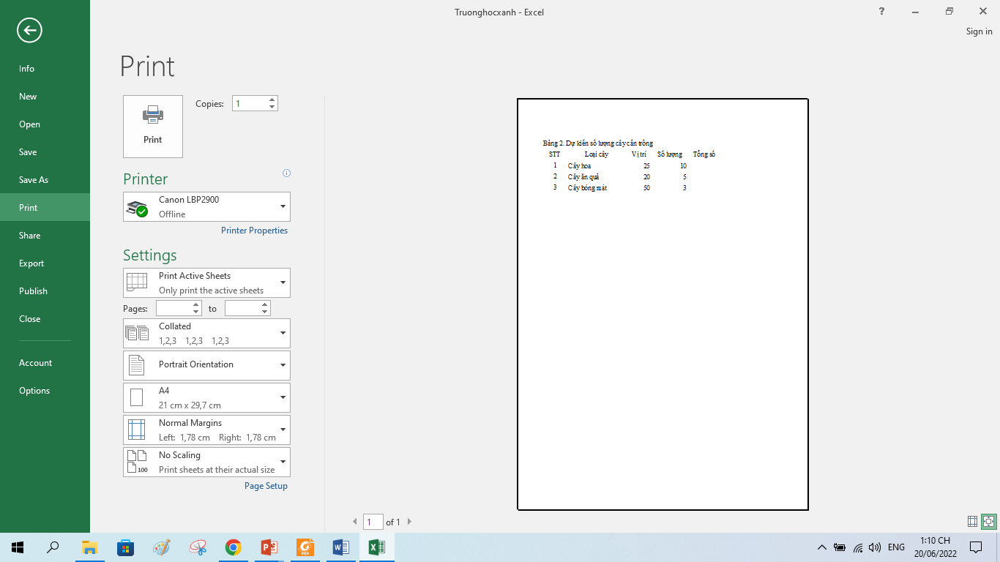 Truonghocxanh - Excel
?
Sign in
Info
New
Open
Save
Save As
Print
Share
Export
Publish
Close
Account
Options
Print
Print
Copies: 1
Printer
Canon LBP2900
Offline
Printer Properties
Settings
Print Active Sheets
Only print the active sheets
Pages: to
Collated
1,2,3 1,2,3 1,2,3
Portrait Orientation
A4
21 cm x 29,7 cm
Normal Margins
Left: 1,78 cm Right: 1,78 cm
No Scaling
100
Print sheets at their actual size
Page Setup
Bảng 2. Dự kiến số lượng cây cần trồng
STT Loại cây Vị trí Số lượng Tổng số
1 Cây hoa 25 10
2 Cây ăn quả 20 5
3 Cây bóng mát 50 3
1 of 1
ENG
1:10 CH
20/06/2022